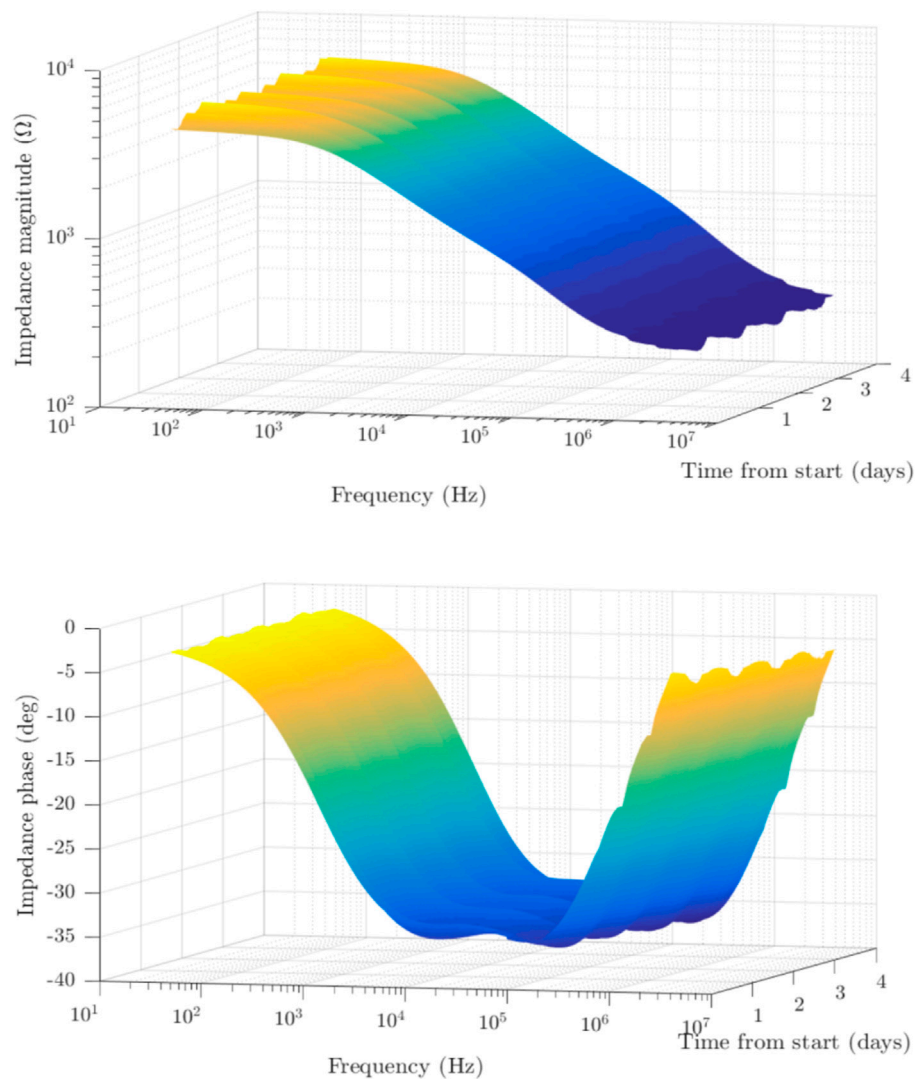 10^4
10^3
10^2
Impedance magnitude (Ω)
10^1 10^2 10^3 10^4 10^5 10^6 10^7
1 2 3 4
Time from start (days)
Frequency (Hz)
0
-5
-10
-15
-20
-25
-30
-35
-40
Impedance phase (deg)
10^1 10^2 10^3 10^4 10^5 10^6 10^7
1 2 3 4
Time from start (days)
Frequency (Hz)